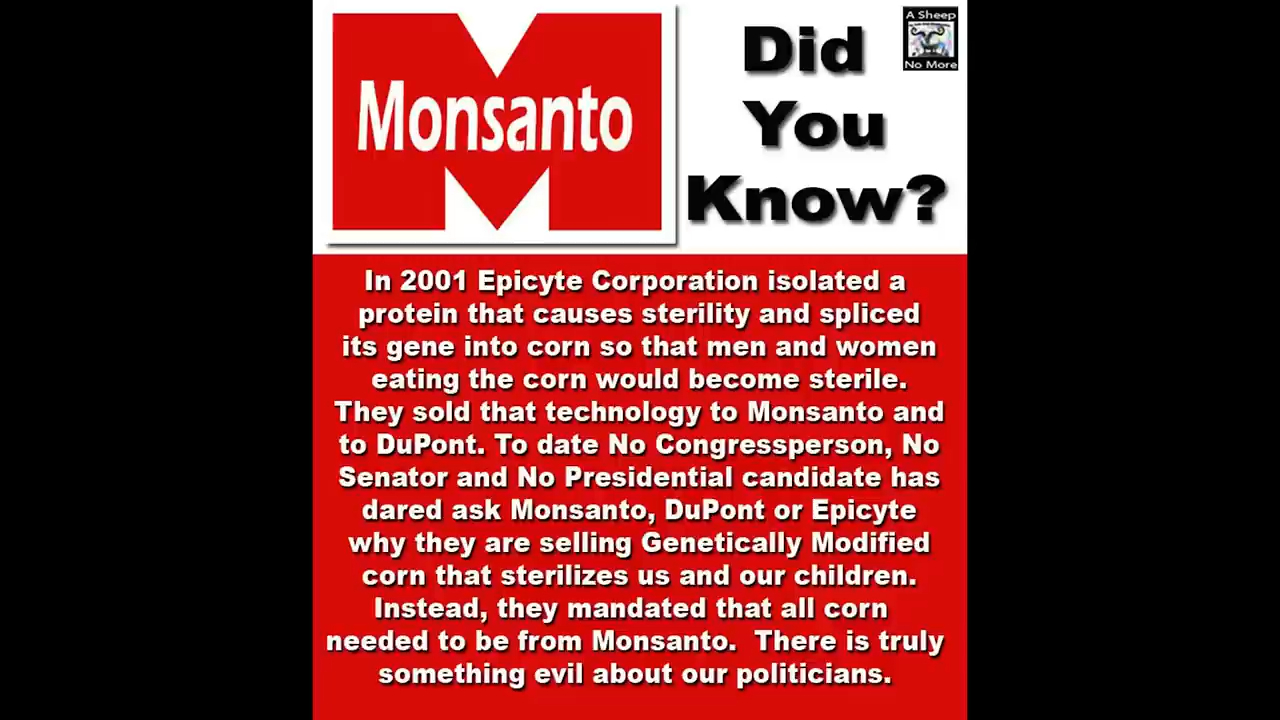 Monsanto
Did
You
Know?
A Sheep
No More
In 2001 Epicyte Corporation isolated a
protein that causes sterility and spliced
its gene into corn so that men and women
eating the corn would become sterile.
They sold that technology to Monsanto and
to DuPont. To date No Congressperson, No
Senator and No Presidential candidate has
dared ask Monsanto, DuPont or Epicyte
why they are selling Genetically Modified
corn that sterilizes us and our children.
Instead, they mandated that all corn
needed to be from Monsanto.  There is truly
something evil about our politicians.